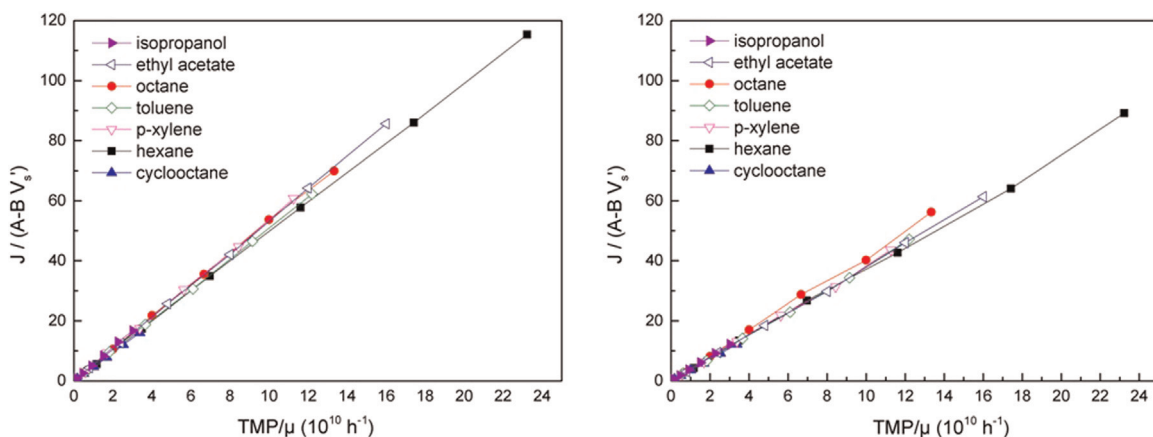 120
100
80
60
40
20
0
J / (A-B Vs')
isopropanol
ethyl acetate
octane
toluene
p-xylene
hexane
cyclooctane
0 2 4 6 8 10 12 14 16 18 20 22 24
TMP/μ (10¹⁰ h⁻¹)
120
100
80
60
40
20
0
J / (A-B Vs')
isopropanol
ethyl acetate
octane
toluene
p-xylene
hexane
cyclooctane
0 2 4 6 8 10 12 14 16 18 20 22 24
TMP/μ (10¹⁰ h⁻¹)